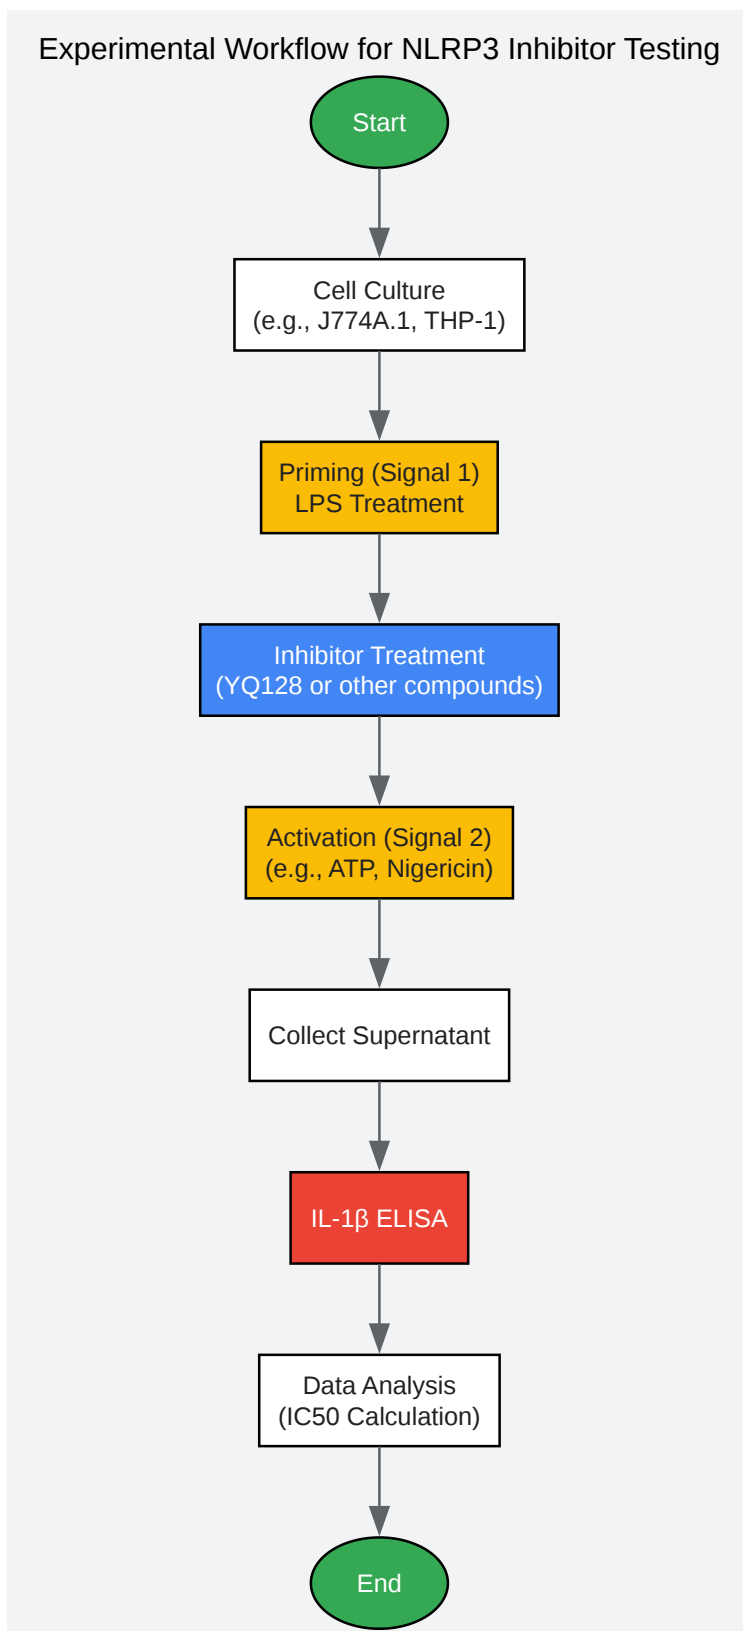 Experimental Workflow for NLRP3 Inhibitor Testing
Start
Cell Culture
(e.g., J774A.1, THP-1)
Priming (Signal 1)
LPS Treatment
Inhibitor Treatment
(YQ128 or other compounds)
Activation (Signal 2)
(e.g., ATP, Nigericin)
Collect Supernatant
IL-1β ELISA
Data Analysis
(IC50 Calculation)
End